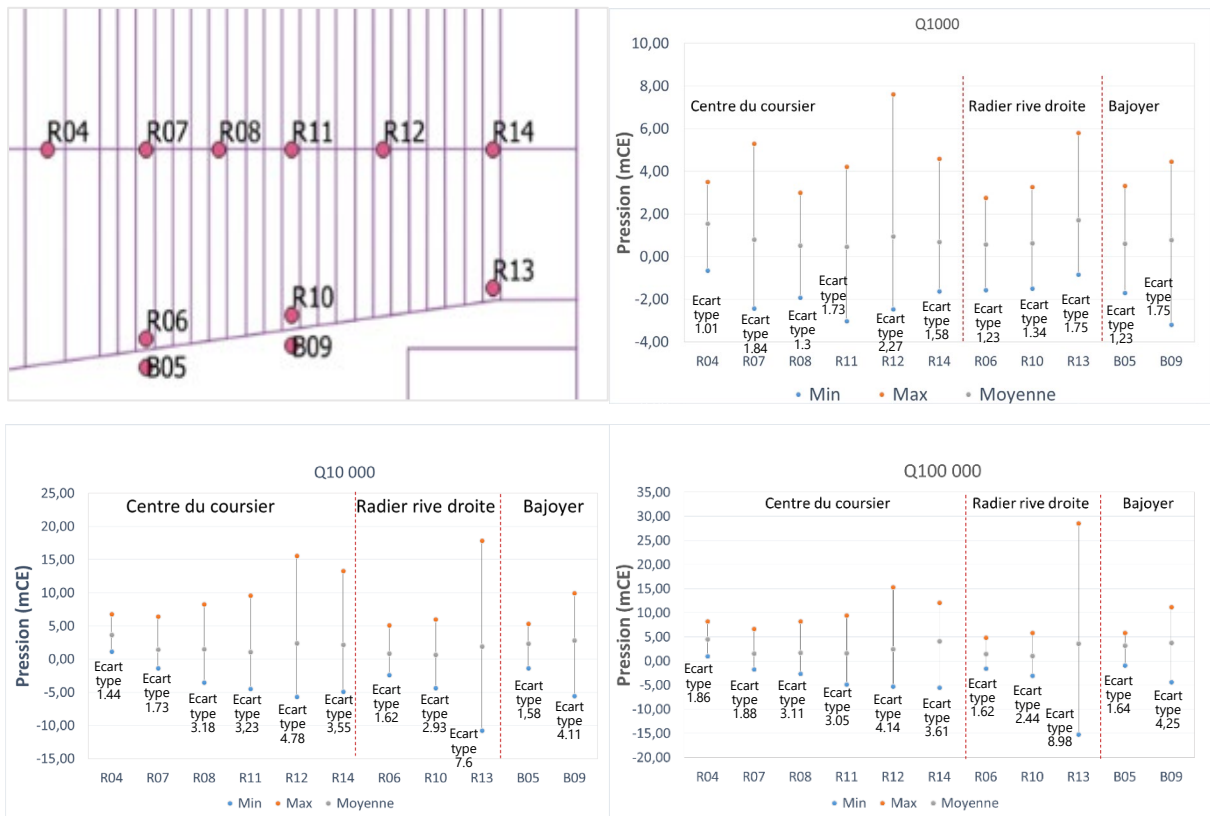 R04 R07 R08 R11 R12 R14
R13
R10
R06
B09
B05
Q1000
10,00
8,00
6,00
4,00
2,00
0,00
-2,00
-4,00
Pression (mCE)
Centre du coursier
Radier rive droite
Bajoyer
Ecart type 1.01
Ecart type 1.84
Ecart type 1.3
Ecart type 1.73
Ecart type 2,27
Ecart type 1,58
Ecart type 1,23
Ecart type 1.34
Ecart type 1.75
Ecart type 1,23
Ecart type 1.75
R04 R07 R08 R11 R12 R14 R06 R10 R13 B05 B09
Min Max Moyenne
Q10 000
25,00
20,00
15,00
10,00
5,00
0,00
-5,00
-10,00
-15,00
Pression (mCE)
Centre du coursier
Radier rive droite
Bajoyer
Ecart type 1.44
Ecart type 1.73
Ecart type 3.18
Ecart type 3,23
Ecart type 4.78
Ecart type 3,55
Ecart type 1.62
Ecart type 2.93
Ecart type 7.6
Ecart type 1,58
Ecart type 4.11
R04 R07 R08 R11 R12 R14 R06 R10 R13 B05 B09
Min Max Moyenne
Q100 000
35,00
30,00
25,00
20,00
15,00
10,00
5,00
0,00
-5,00
-10,00
-15,00
-20,00
Pression (mCE)
Centre du coursier
Radier rive droite
Bajoyer
Ecart type 1.86
Ecart type 1.88
Ecart type 3.11
Ecart type 3.05
Ecart type 4.14
Ecart type 3.61
Ecart type 1.62
Ecart type 2.44
Ecart type 8.98
Ecart type 1.64
Ecart type 4,25
R04 R07 R08 R11 R12 R14 R06 R10 R13 B05 B09
Min Max Moyenne